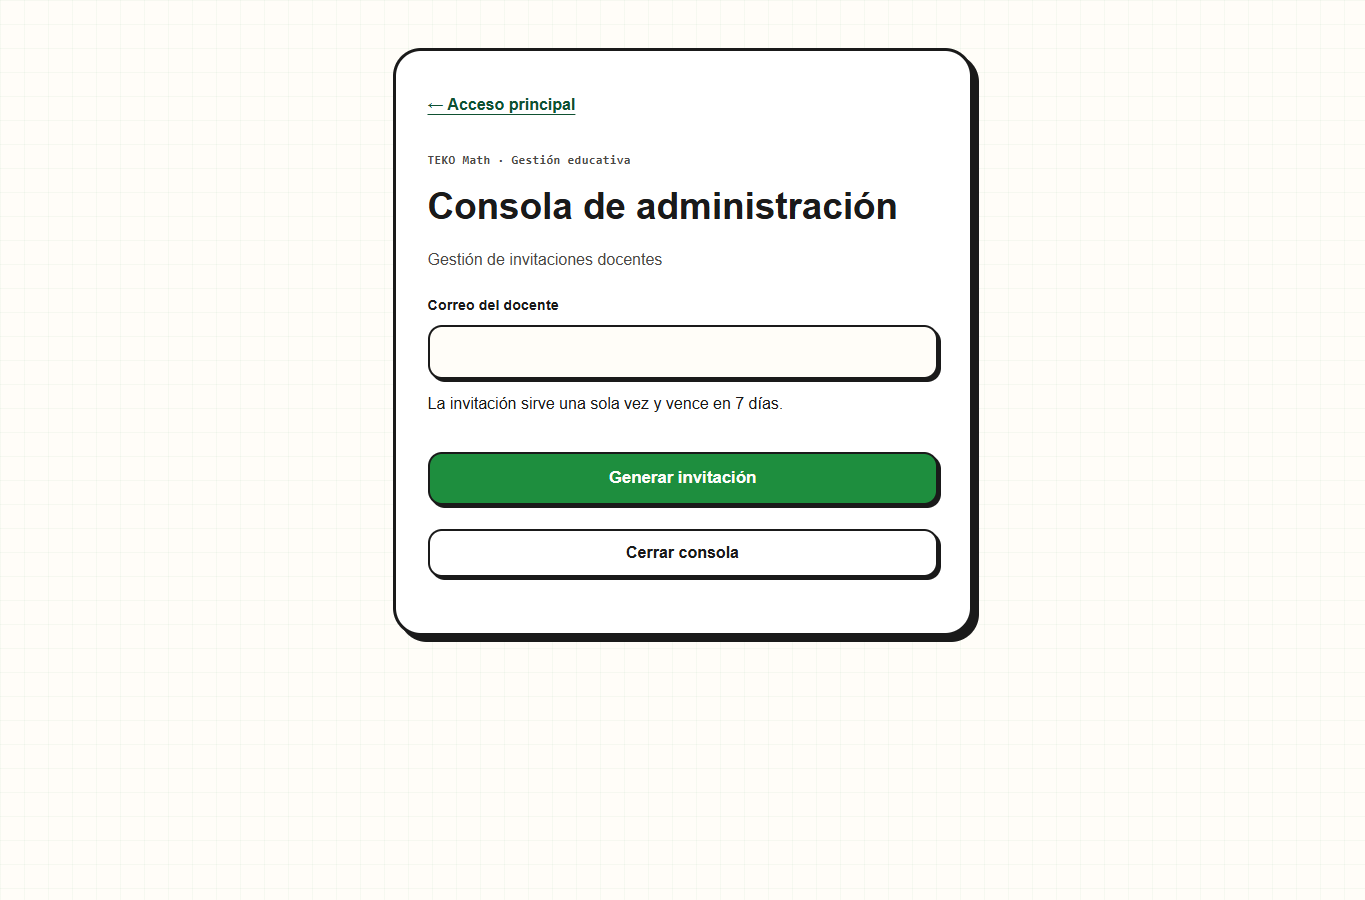 ← Acceso principal
TEKO Math · Gestión educativa
Consola de administración
Gestión de invitaciones docentes
Correo del docente
La invitación sirve una sola vez y vence en 7 días.
Generar invitación
Cerrar consola